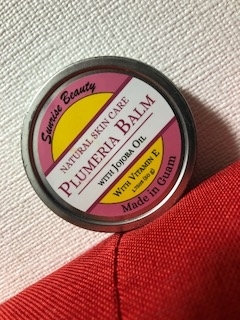 Sunrise Beauty
NATURAL SKIN CARE
PLUMERIA BALM
WITH JOJOBA OIL
WITH VITAMIN E
Made in Guam